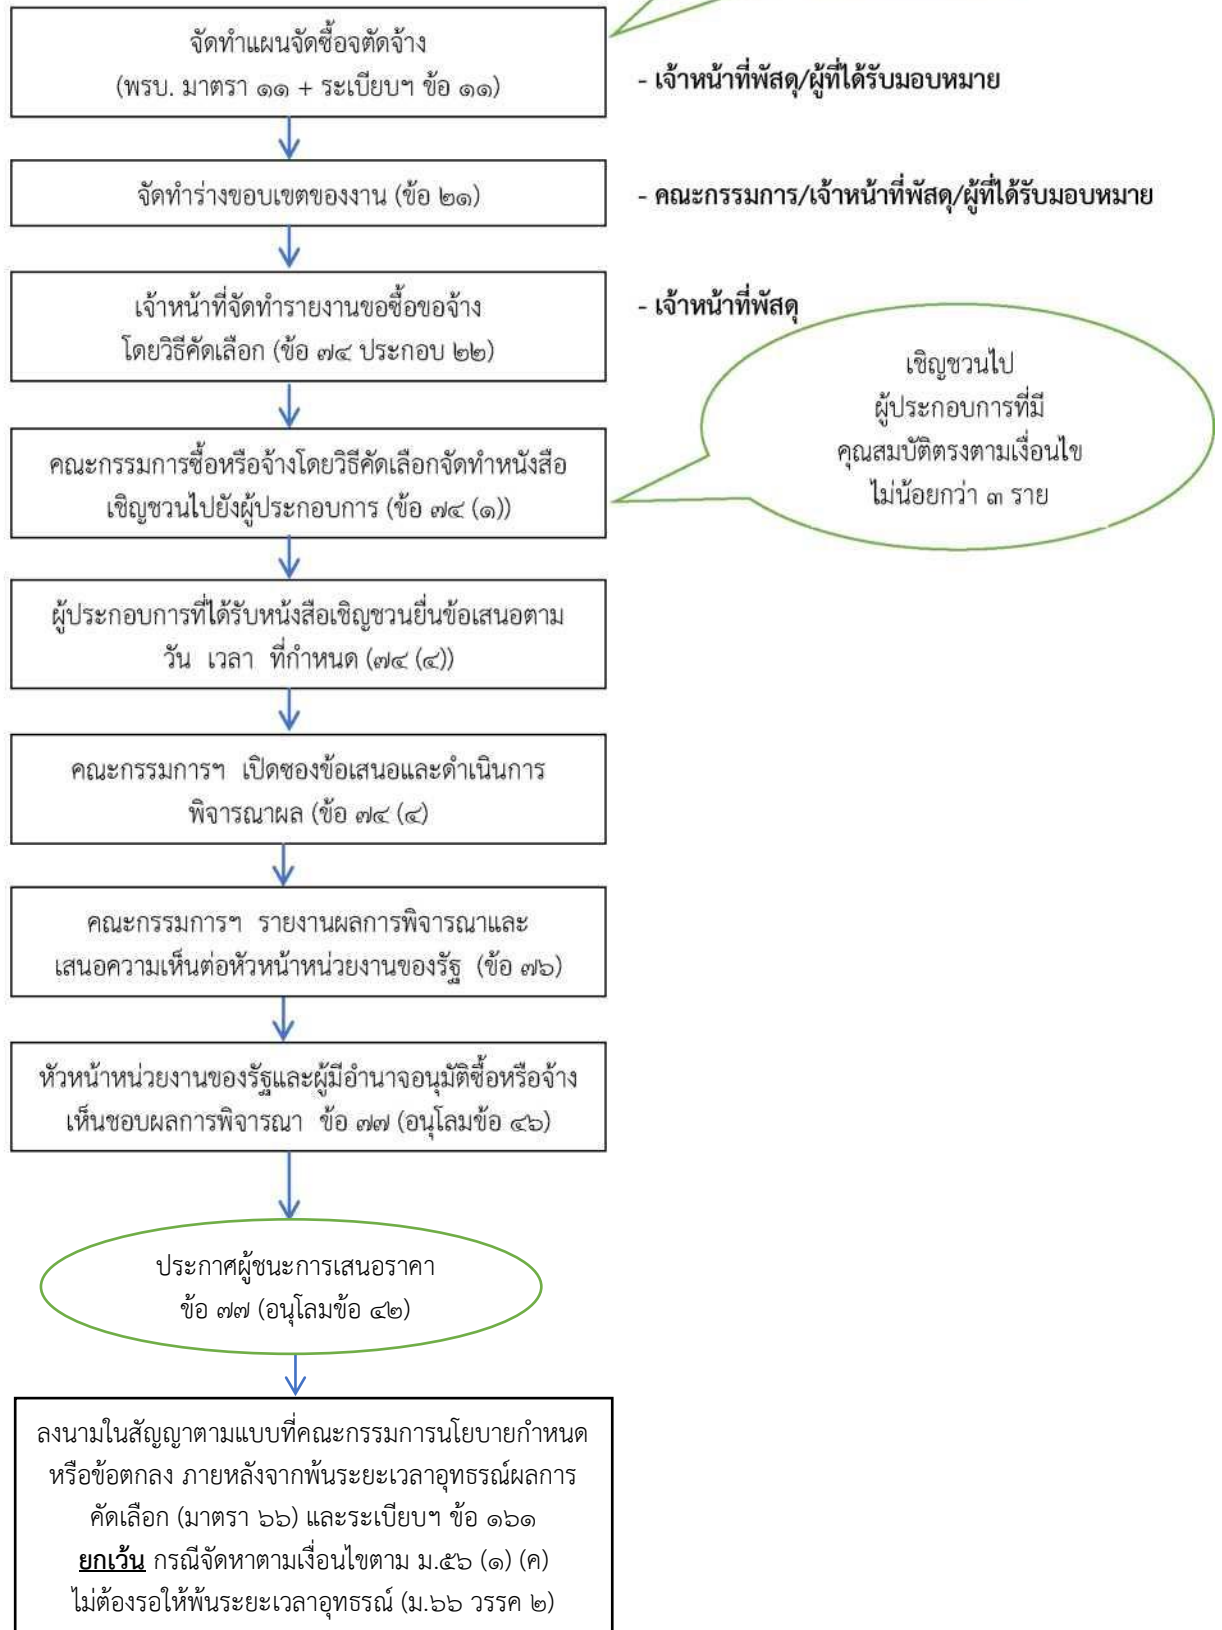 จัดทำแผนจัดซื้อจตัดจ้าง
(พรบ. มาตรา ๑๑ + ระเบียบฯ ข้อ ๑๑)
- เจ้าหน้าที่พัสดุ/ผู้ที่ได้รับมอบหมาย
จัดทำร่างขอบเขตของงาน (ข้อ ๒๑)
- คณะกรรมการ/เจ้าหน้าที่พัสดุ/ผู้ที่ได้รับมอบหมาย
เจ้าหน้าที่จัดทำรายงานขอซื้อขอจ้าง
โดยวิธีคัดเลือก (ข้อ ๗๔ ประกอบ ๒๒)
- เจ้าหน้าที่พัสดุ
เชิญชวนไป
ผู้ประกอบการที่มี
คุณสมบัติตรงตามเงื่อนไข
ไม่น้อยกว่า ๓ ราย
คณะกรรมการซื้อหรือจ้างโดยวิธีคัดเลือกจัดทำหนังสือ
เชิญชวนไปยังผู้ประกอบการ (ข้อ ๗๔ (๑))
ผู้ประกอบการที่ได้รับหนังสือเชิญชวนยื่นข้อเสนอตาม
วัน เวลา ที่กำหนด (๗๔ (๔))
คณะกรรมการฯ เปิดซองข้อเสนอและดำเนินการ
พิจารณาผล (ข้อ ๗๔ (๔)
คณะกรรมการฯ รายงานผลการพิจารณาและ
เสนอความเห็นต่อหัวหน้าหน่วยงานของรัฐ (ข้อ ๗๖)
หัวหน้าหน่วยงานของรัฐและผู้มีอำนาจอนุมัติซื้อหรือจ้าง
เห็นชอบผลการพิจารณา ข้อ ๗๗ (อนุโลมข้อ ๔๖)
ประกาศผู้ชนะการเสนอราคา
ข้อ ๗๗ (อนุโลมข้อ ๔๒)
ลงนามในสัญญาตามแบบที่คณะกรรมการนโยบายกำหนด
หรือข้อตกลง ภายหลังจากพ้นระยะเวลาอุทธรณ์ผลการ
คัดเลือก (มาตรา ๖๖) และระเบียบฯ ข้อ ๑๖๑
ยกเว้น กรณีจัดหาตามเงื่อนไขตาม ม.๕๖ (๑) (ค)
ไม่ต้องรอให้พ้นระยะเวลาอุทธรณ์ (ม.๖๖ วรรค ๒)